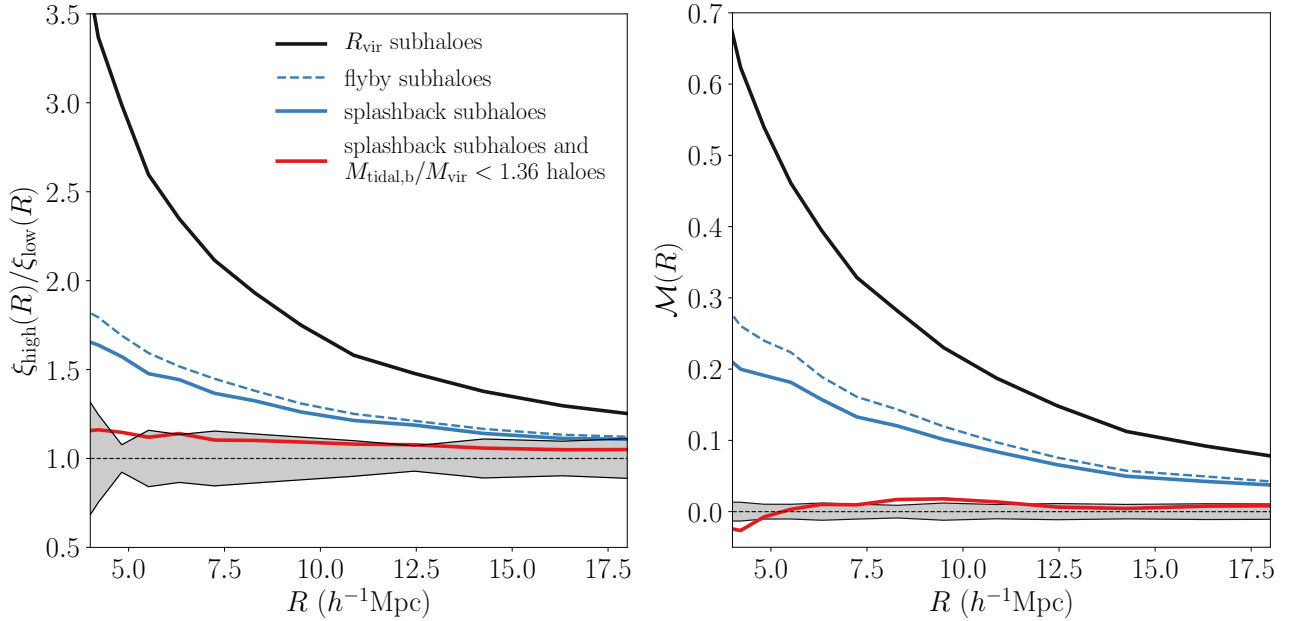 3.5
3.0
2.5
2.0
1.5
1.0
0.5
ξhigh(R)/ξlow(R)
Rvir subhaloes
flyby subhaloes
splashback subhaloes
splashback subhaloes and
Mtidal,b/Mvir < 1.36 haloes
5.0 7.5 10.0 12.5 15.0 17.5
R (h−1Mpc)
0.7
0.6
0.5
0.4
0.3
0.2
0.1
0.0
ℳ(R)
5.0 7.5 10.0 12.5 15.0 17.5
R (h−1Mpc)